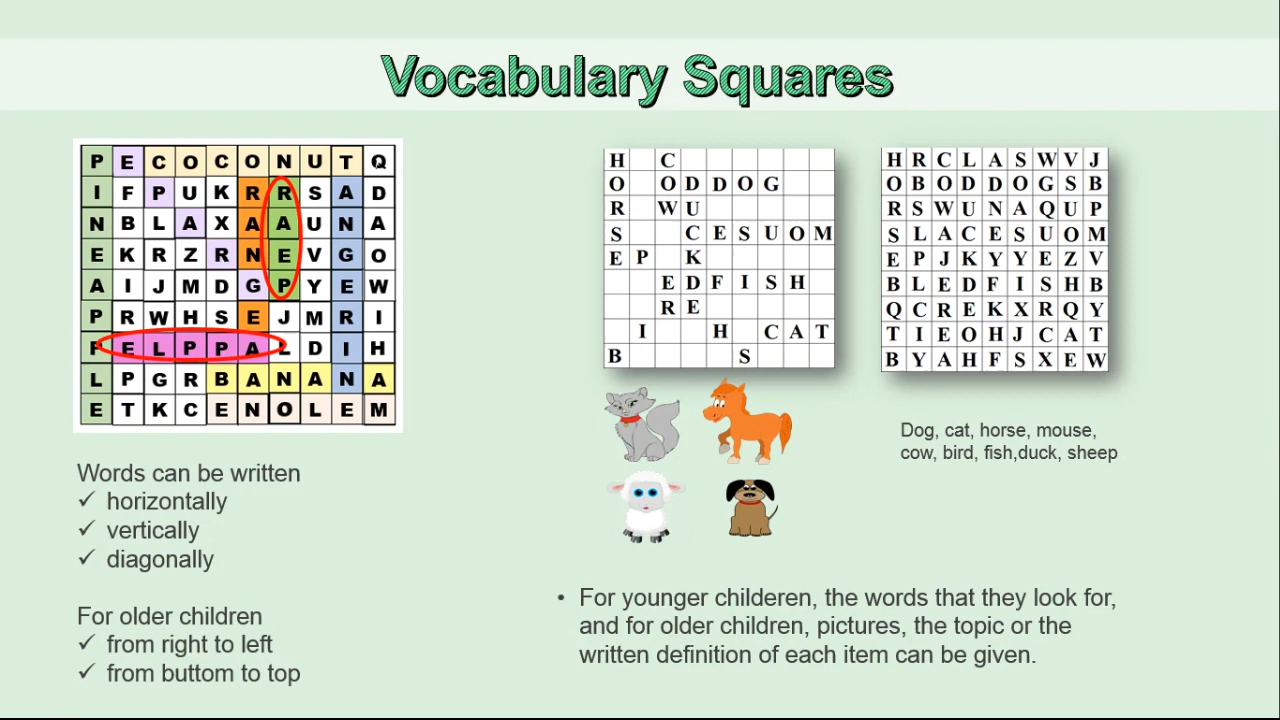 Vocabulary Squares
P E C O C O N U T Q
I F P U K R R S A D
N B L A X A A U N A
E K R Z R N E V G O
A I J M D G P Y E W
P R W H S E J M R I
P E L P P A L D I H
L P G R B A N A N A
E T K C E N O L E M
H C
O O D D O G
R W U
S C E S U O M
E P K
E D F I S H
R E
I H C A T
B S
H R C L A S W V J
O B O D D O G S B
R S W U N A Q U P
S L A C E S U O M
E P J K Y Y E Z V
B L E D F I S H B
Q C R E K X R Q Y
T I E O H J C A T
B Y A H F S X E W
Dog, cat, horse, mouse,
cow, bird, fish,duck, sheep
Words can be written
✓ horizontally
✓ vertically
✓ diagonally
For older children
✓ from right to left
✓ from buttom to top
• For younger childeren, the words that they look for,
and for older children, pictures, the topic or the
written definition of each item can be given.